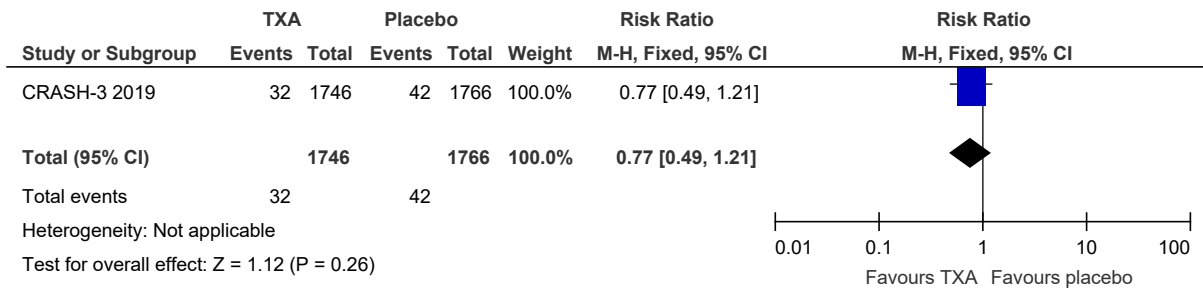 TXA Placebo Risk Ratio Risk Ratio
Study or Subgroup Events Total Events Total Weight M-H, Fixed, 95% CI M-H, Fixed, 95% CI
CRASH-3 2019 32 1746 42 1766 100.0% 0.77 [0.49, 1.21]
Total (95% CI) 1746 1766 100.0% 0.77 [0.49, 1.21]
Total events 32 42
Heterogeneity: Not applicable
Test for overall effect: Z = 1.12 (P = 0.26)
0.01 0.1 1 10 100
Favours TXA Favours placebo